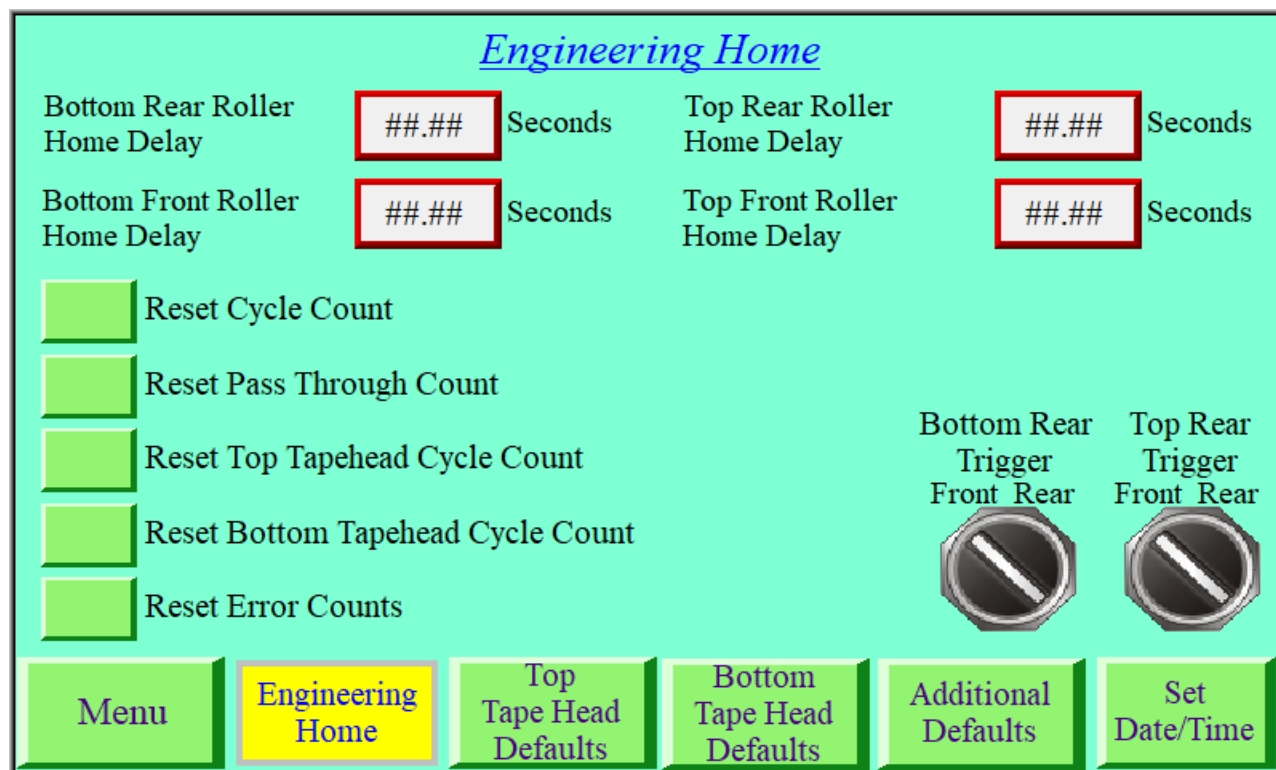 Engineering Home
Bottom Rear Roller
Home Delay
##.##
Seconds
Top Rear Roller
Home Delay
##.##
Seconds
Bottom Front Roller
Home Delay
##.##
Seconds
Top Front Roller
Home Delay
##.##
Seconds
Reset Cycle Count
Reset Pass Through Count
Reset Top Tapehead Cycle Count
Reset Bottom Tapehead Cycle Count
Reset Error Counts
Bottom Rear
Trigger
Front Rear
Top Rear
Trigger
Front Rear
Menu
Engineering
Home
Top
Tape Head
Defaults
Bottom
Tape Head
Defaults
Additional
Defaults
Set
Date/Time